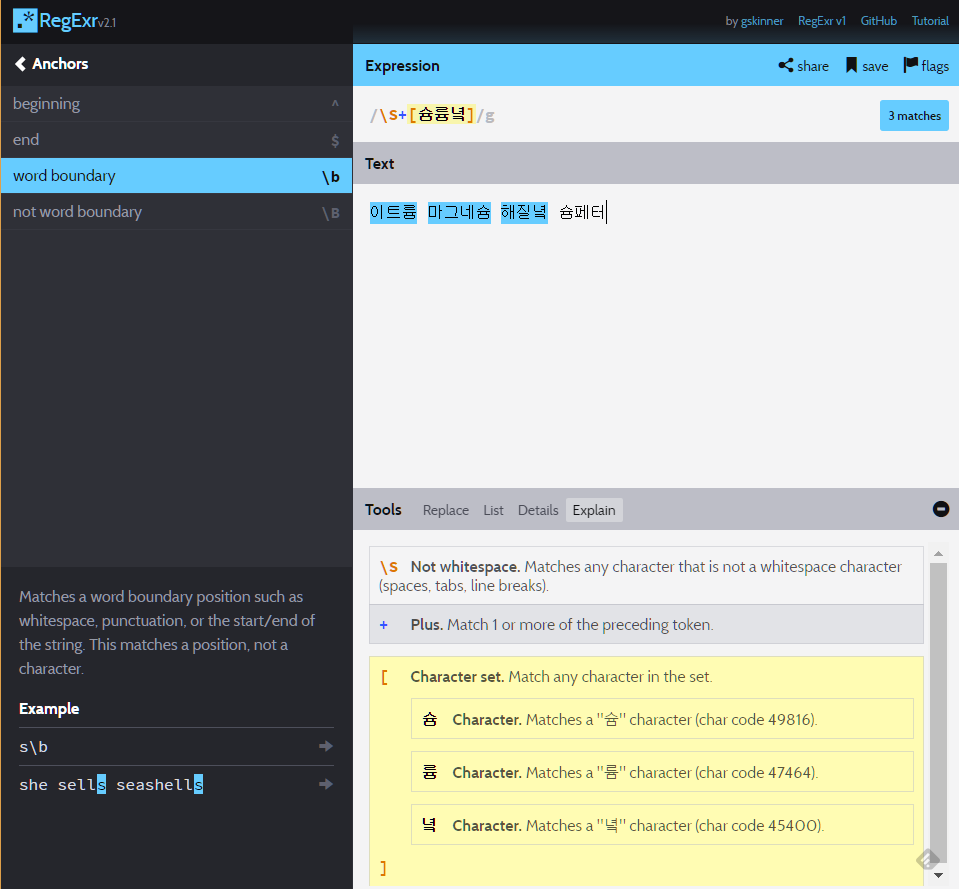 RegExr v2.1
by gskinner RegExr v1 GitHub Tutorial
Anchors
beginning ^
end $
word boundary \b
not word boundary \B
Matches a word boundary position such as
whitespace, punctuation, or the start/end of
the string. This matches a position, not a
character.
Example
s\b
she sells seashells
Expression
share save flags
/\S+[슘륨녘]/g
3 matches
Text
이트륨 마그네슘 해질녘 슘페터
Tools Replace List Details Explain
\S Not whitespace. Matches any character that is not a whitespace character
(spaces, tabs, line breaks).
+ Plus. Match 1 or more of the preceding token.
[ Character set. Match any character in the set.
슘 Character. Matches a "슘" character (char code 49816).
륨 Character. Matches a "륨" character (char code 47464).
녘 Character. Matches a "녘" character (char code 45400).
]